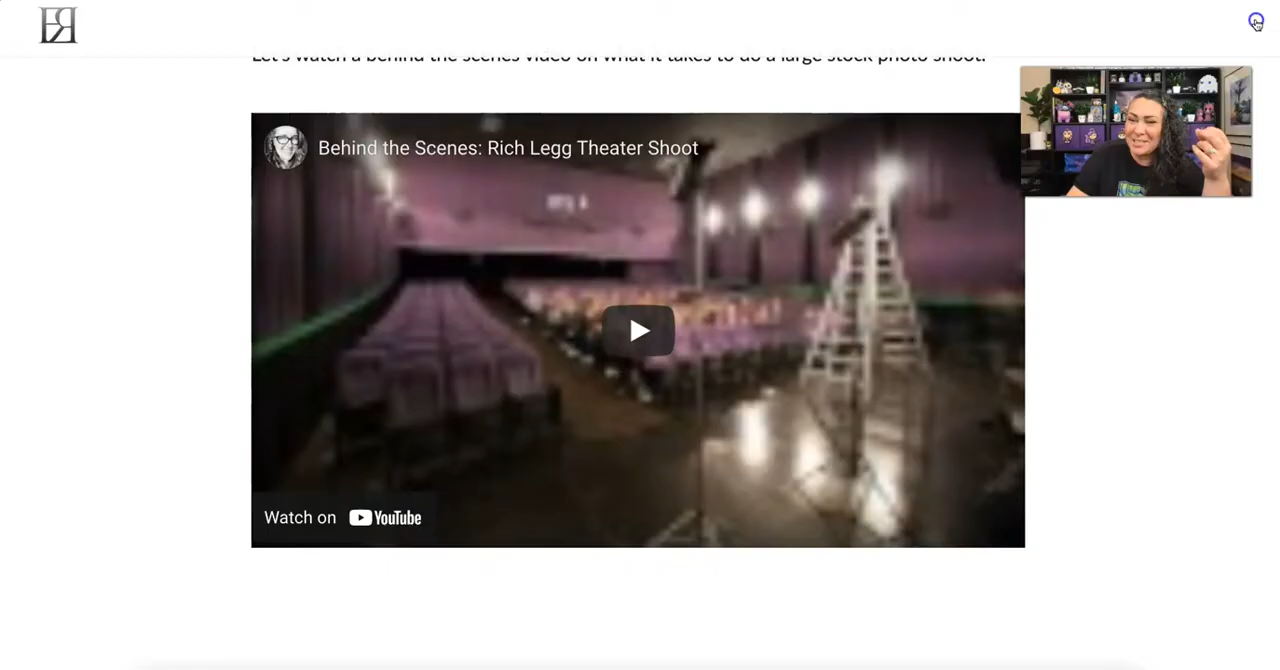 Let's watch a behind the scenes video on what it takes to do a large stock photo shoot.
Behind the Scenes: Rich Legg Theater Shoot
Watch on YouTube